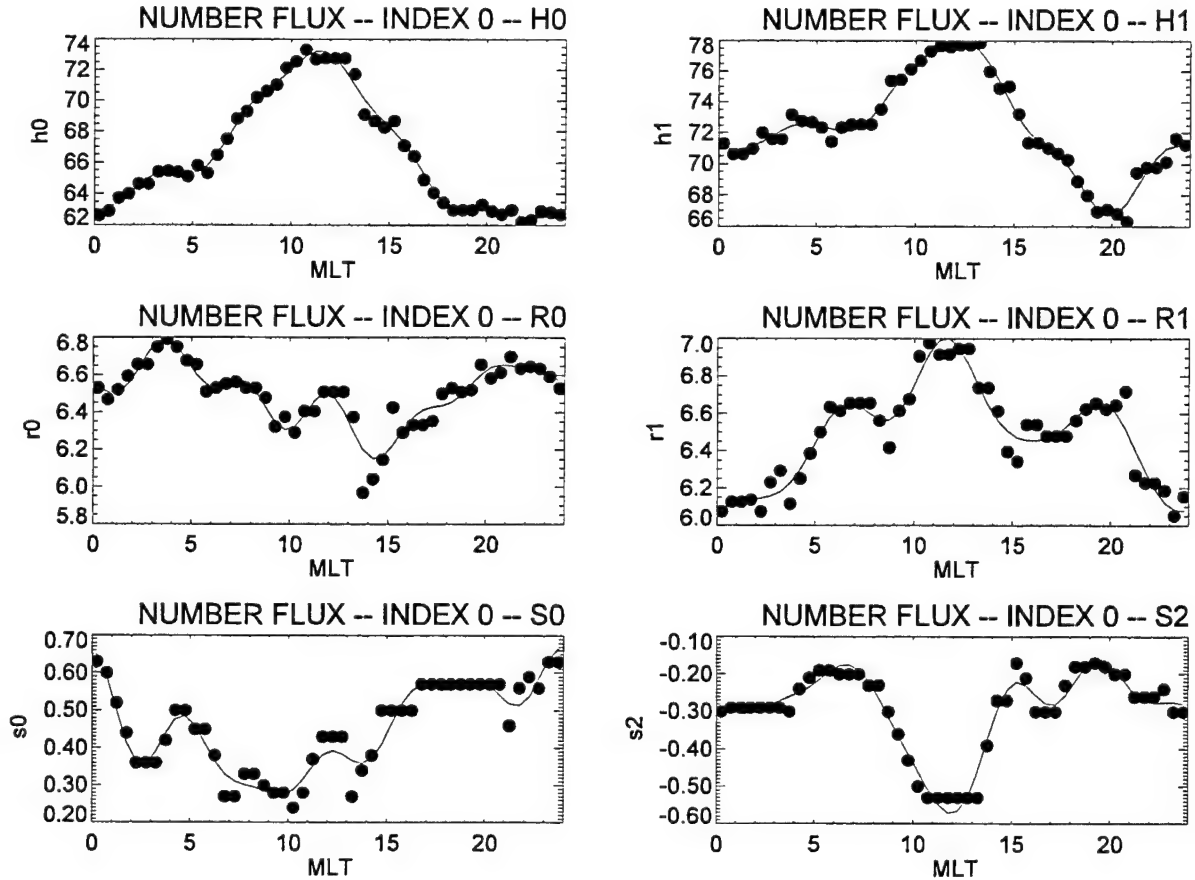 NUMBER FLUX -- INDEX 0 -- H0
74
72
70
68
66
64
62
h0
0 5 10 15 20
MLT
NUMBER FLUX -- INDEX 0 -- H1
78
76
74
72
70
68
66
h1
0 5 10 15 20
MLT
NUMBER FLUX -- INDEX 0 -- R0
6.8
6.6
6.4
6.2
6.0
5.8
r0
0 5 10 15 20
MLT
NUMBER FLUX -- INDEX 0 -- R1
7.0
6.8
6.6
6.4
6.2
6.0
r1
0 5 10 15 20
MLT
NUMBER FLUX -- INDEX 0 -- S0
0.70
0.60
0.50
0.40
0.30
0.20
s0
0 5 10 15 20
MLT
NUMBER FLUX -- INDEX 0 -- S2
-0.10
-0.20
-0.30
-0.40
-0.50
-0.60
s2
0 5 10 15 20
MLT